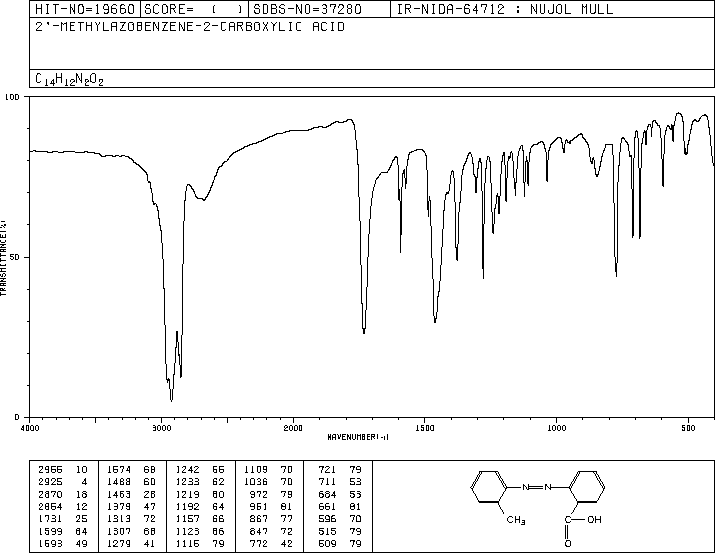 HIT-NO=19660 SCORE= ( ) SDBS-NO=37280 IR-NIDA-64712 : NUJOL MULL
2'-METHYLAZOBENZENE-2-CARBOXYLIC ACID
C14H12N2O2
100
50
0
TRANSMITTANCE(%)
4000 3000 2000 1500 1000 500
WAVENUMBER(-1)
2955 10 1574 68 1242 66 1109 70 721 79
2925 4 1488 60 1233 62 1036 70 711 53
2870 18 1463 28 1219 60 972 79 684 53
2854 12 1379 47 1192 64 951 81 661 81
1731 25 1313 72 1157 66 867 77 596 70
1599 64 1307 68 1123 66 847 72 515 79
1593 49 1279 41 1115 79 772 42 509 79
N=N
CH3
C-OH
O